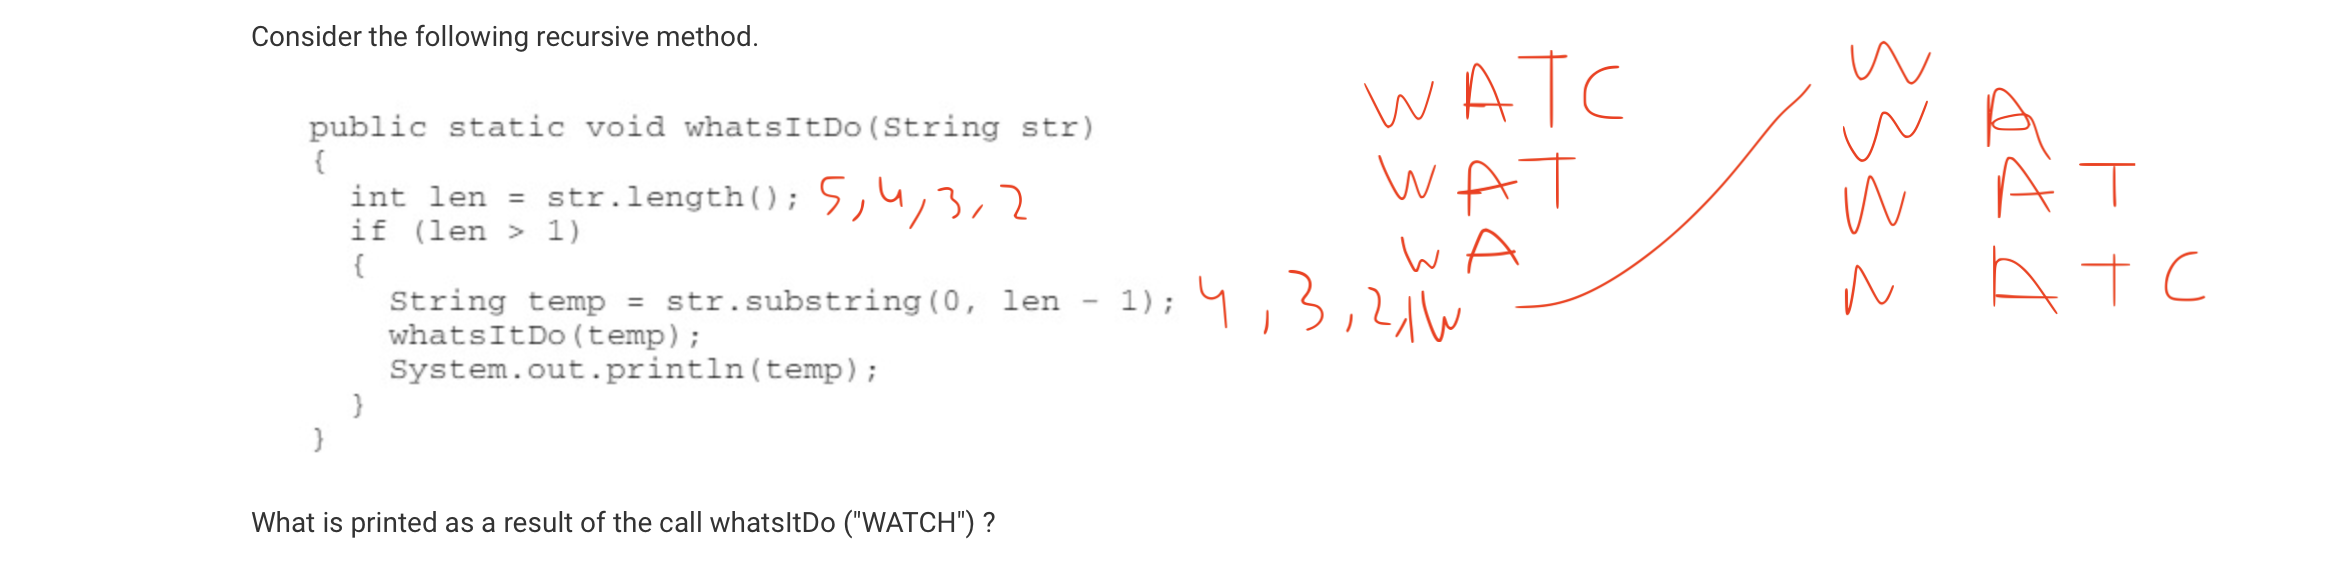 Consider the following recursive method.
public static void whatsItDo(String str)
{
int len = str.length(); 5,4,3,2
if (len > 1)
{
String temp = str.substring(0, len - 1); 4,3,2,1
whatsItDo(temp);
System.out.println(temp);
}
}
What is printed as a result of the call whatsItDo ("WATCH") ?
WATC
WAT
WA
W
W
W A
W A T
W A T C